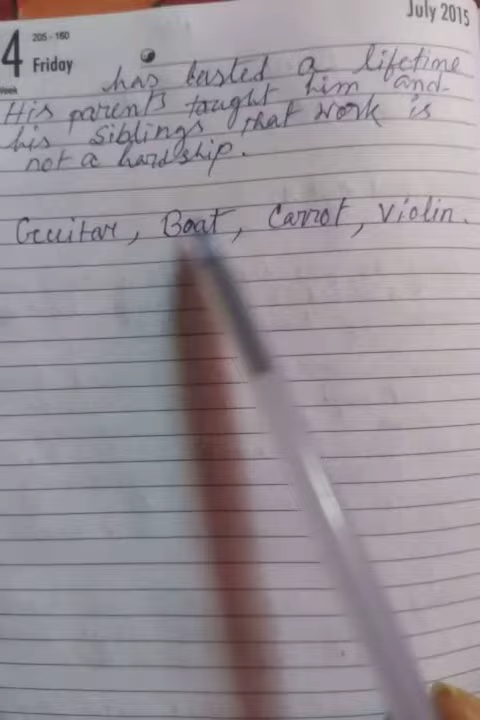 July 2015
4 205 - 160
Friday
Week
has lasted a lifetime
His parents taught him and
his siblings that work is
not a hardship.
Guitar, Boat, Carrot, Violin.